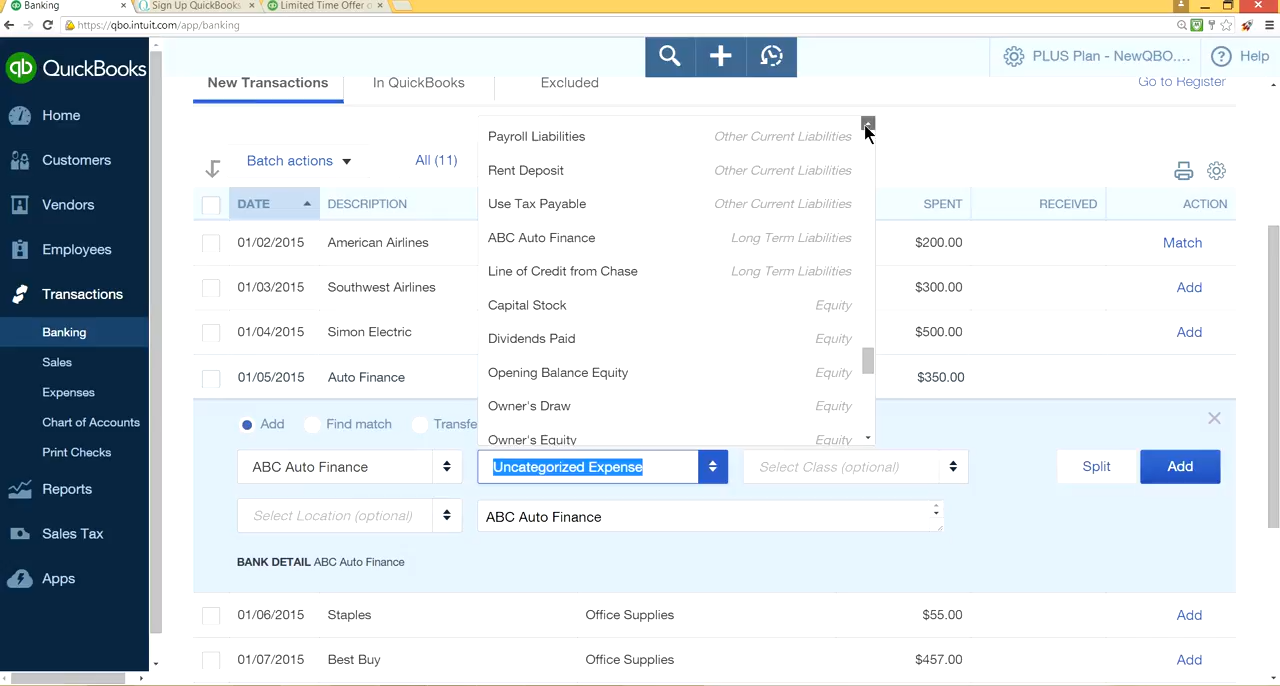 Banking
Sign Up QuickBooks
Limited Time Offer o
https://qbo.intuit.com/app/banking
qb QuickBooks
PLUS Plan - NewQBO....
Help
New Transactions
In QuickBooks
Excluded
Go to Register
Home
Customers
Vendors
Employees
Transactions
Banking
Sales
Expenses
Chart of Accounts
Print Checks
Reports
Sales Tax
Apps
Batch actions
All (11)
DATE DESCRIPTION SPENT RECEIVED ACTION
01/02/2015 American Airlines $200.00 Match
01/03/2015 Southwest Airlines $300.00 Add
01/04/2015 Simon Electric $500.00 Add
01/05/2015 Auto Finance $350.00
Payroll Liabilities Other Current Liabilities
Rent Deposit Other Current Liabilities
Use Tax Payable Other Current Liabilities
ABC Auto Finance Long Term Liabilities
Line of Credit from Chase Long Term Liabilities
Capital Stock Equity
Dividends Paid Equity
Opening Balance Equity Equity
Owner's Draw Equity
Owner's Equity Equity
Add Find match Transfe
ABC Auto Finance Uncategorized Expense Select Class (optional) Split Add
Select Location (optional) ABC Auto Finance
BANK DETAIL ABC Auto Finance
01/06/2015 Staples Office Supplies $55.00 Add
01/07/2015 Best Buy Office Supplies $457.00 Add